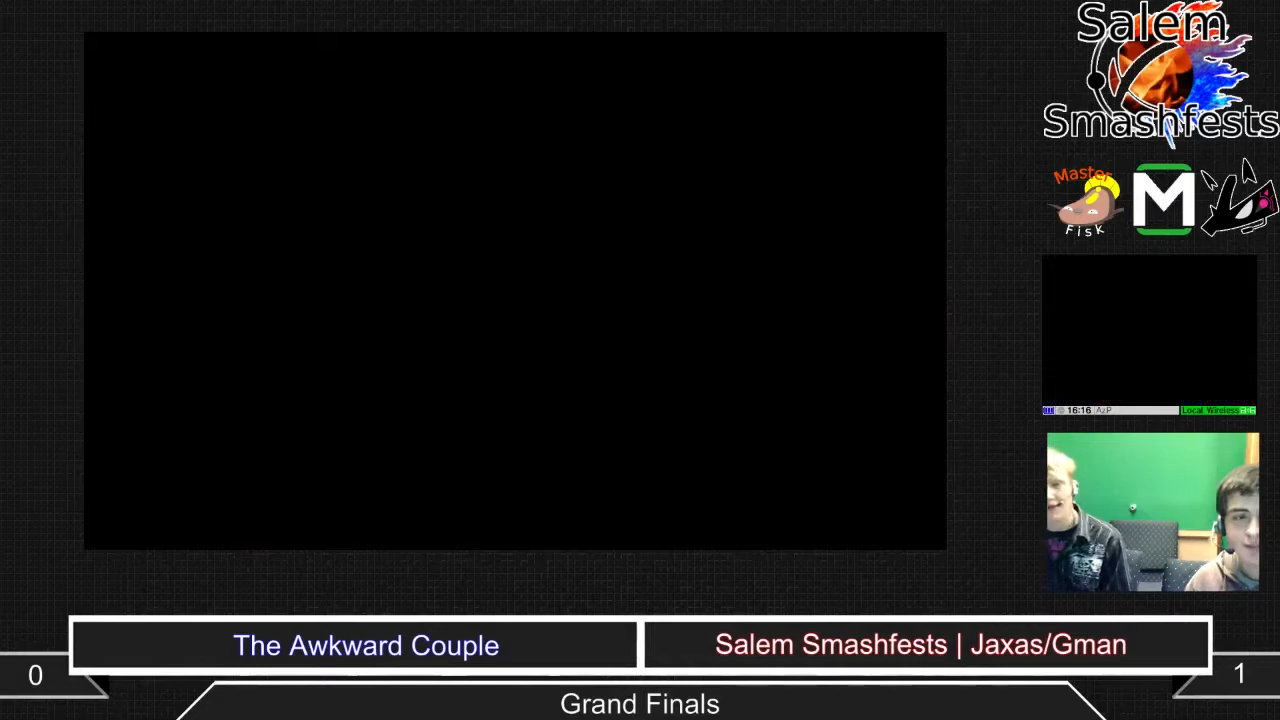 Salem
Smashfests
Master
Fisk
M
16:16 AzP
Local Wireless
The Awkward Couple
Salem Smashfests | Jaxas/Gman
0
1
Grand Finals